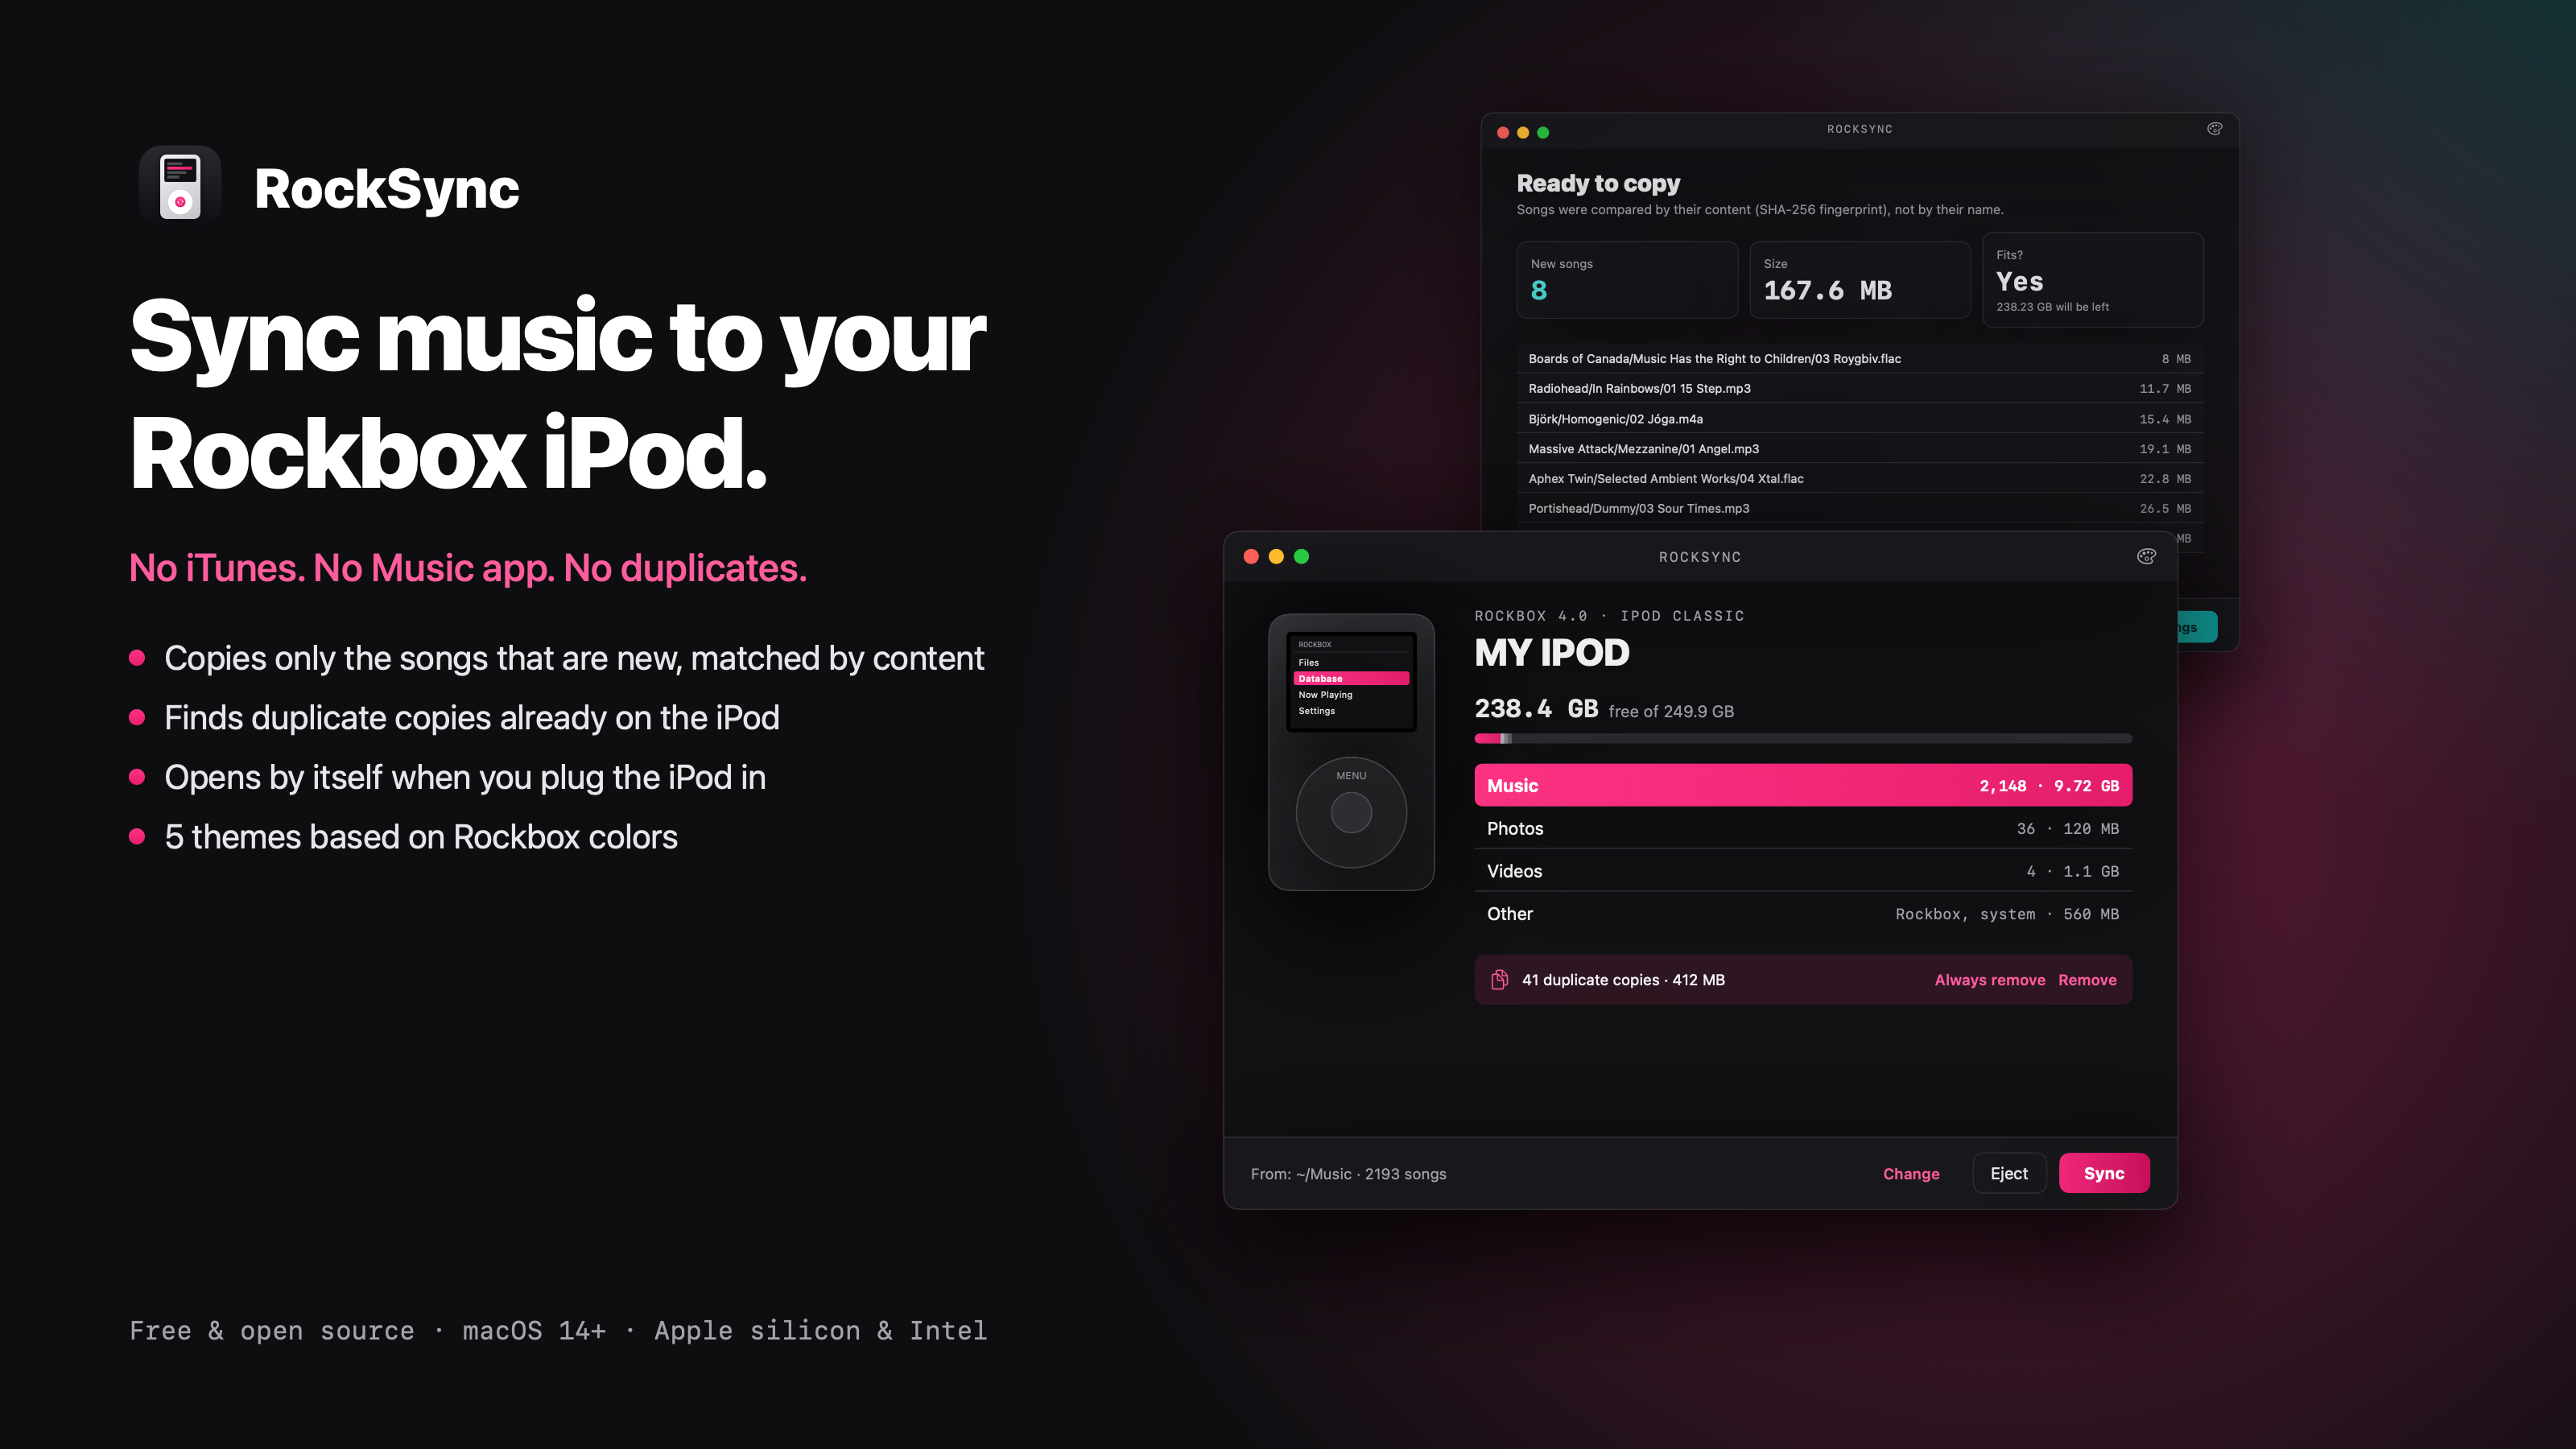 RockSync
Sync music to your
Rockbox iPod.
No iTunes. No Music app. No duplicates.
Copies only the songs that are new, matched by content
Finds duplicate copies already on the iPod
Opens by itself when you plug the iPod in
5 themes based on Rockbox colors
Free & open source · macOS 14+ · Apple silicon & Intel
ROCKSYNC
Ready to copy
Songs were compared by their content (SHA-256 fingerprint), not by their name.
New songs
8
Size
167.6 MB
Fits?
Yes
238.23 GB will be left
Boards of Canada/Music Has the Right to Children/03 Roygbiv.flac 8 MB
Radiohead/In Rainbows/01 15 Step.mp3 11.7 MB
Björk/Homogenic/02 Jóga.m4a 15.4 MB
Massive Attack/Mezzanine/01 Angel.mp3 19.1 MB
Aphex Twin/Selected Ambient Works/04 Xtal.flac 22.8 MB
Portishead/Dummy/03 Sour Times.mp3 26.5 MB
MB
ngs
ROCKSYNC
ROCKBOX
Files
Database
Now Playing
Settings
MENU
ROCKBOX 4.0 · IPOD CLASSIC
MY IPOD
238.4 GB free of 249.9 GB
Music 2,148 · 9.72 GB
Photos 36 · 120 MB
Videos 4 · 1.1 GB
Other Rockbox, system · 560 MB
41 duplicate copies · 412 MB Always remove Remove
From: ~/Music · 2193 songs Change Eject Sync